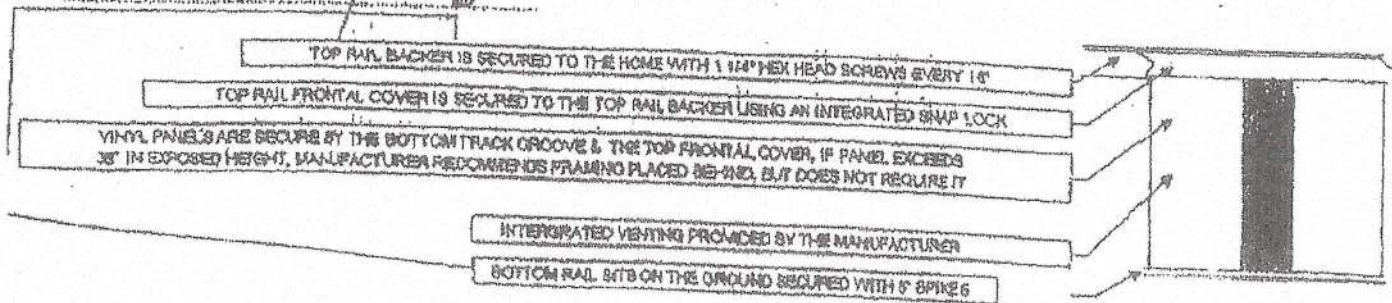 TOP RAIL BACKER IS SECURED TO THE HOME WITH 1 1/4" HEX HEAD SCREWS EVERY 16"
TOP RAIL FRONTAL COVER IS SECURED TO THE TOP RAIL BACKER USING AN INTEGRATED SNAP LOCK
VINYL PANELS ARE SECURE BY THE BOTTOM TRACK GROOVE & THE TOP FRONTAL COVER, IF PANEL EXCEEDS
IN EXPOSED HEIGHT, MANUFACTURER RECOMMENDS FRAMING PLACED BEHIND, BUT DOES NOT REQUIRE IT
INTERGRATED VENTING PROVIDED BY THE MANUFACTURER
BOTTOM RAIL SITS ON THE GROUND SECURED WITH 5" SPIKES